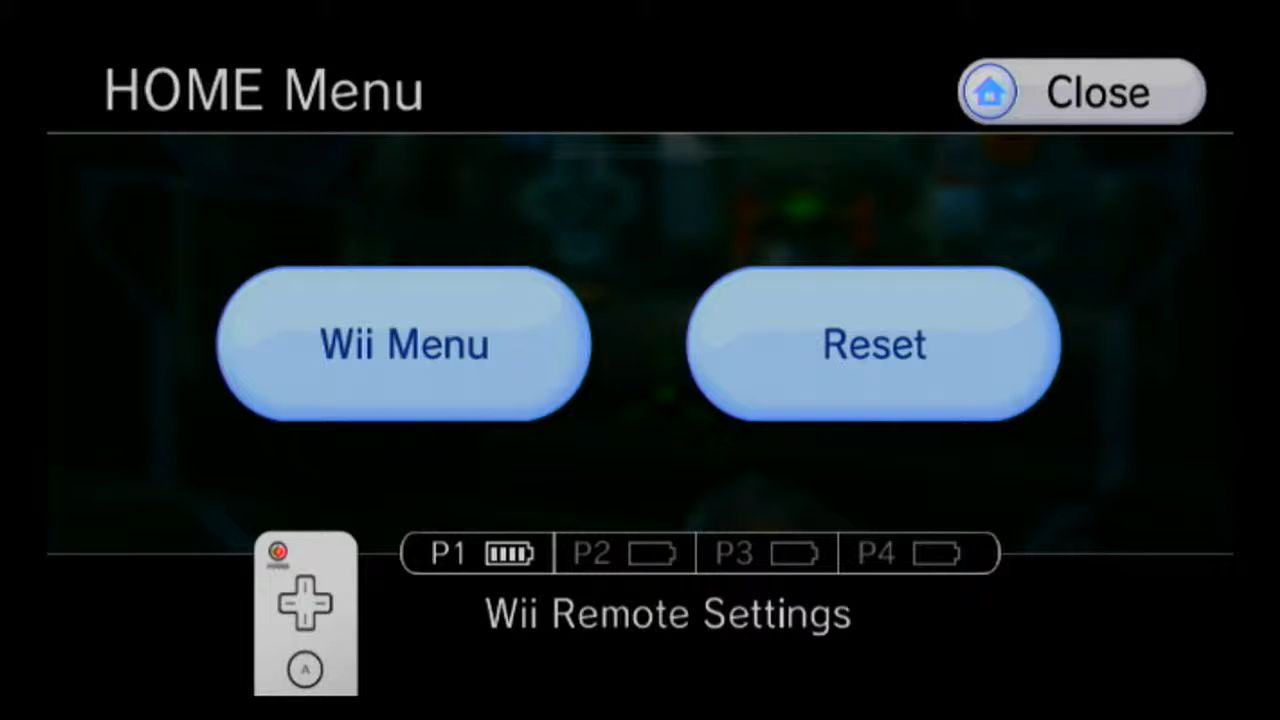 HOME Menu
Close
Wii Menu
Reset
P1 P2 P3 P4
Wii Remote Settings
A